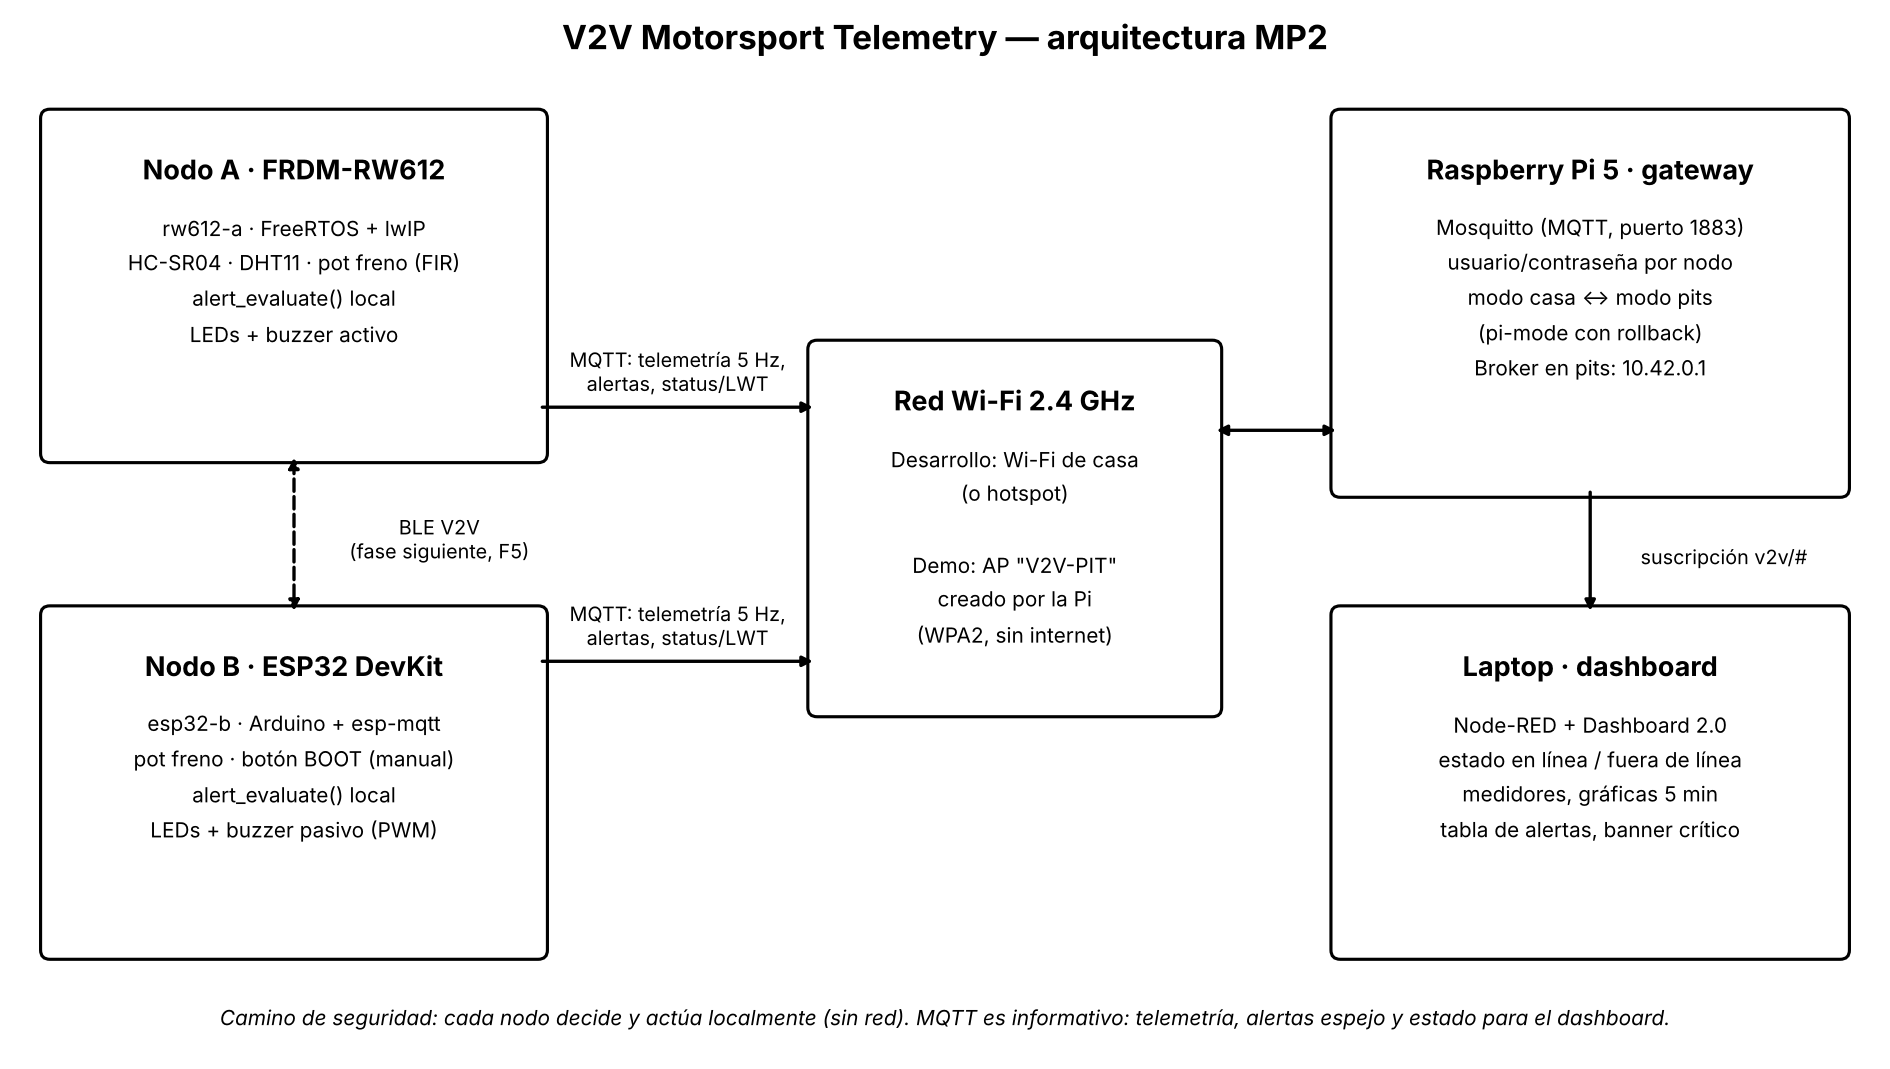 V2V Motorsport Telemetry — arquitectura MP2
Nodo A · FRDM-RW612
rw612-a · FreeRTOS + lwIP
HC-SR04 · DHT11 · pot freno (FIR)
alert_evaluate() local
LEDs + buzzer activo
MQTT: telemetría 5 Hz,
alertas, status/LWT
BLE V2V
(fase siguiente, F5)
Nodo B · ESP32 DevKit
esp32-b · Arduino + esp-mqtt
pot freno · botón BOOT (manual)
alert_evaluate() local
LEDs + buzzer pasivo (PWM)
MQTT: telemetría 5 Hz,
alertas, status/LWT
Red Wi-Fi 2.4 GHz
Desarrollo: Wi-Fi de casa
(o hotspot)
Demo: AP "V2V-PIT"
creado por la Pi
(WPA2, sin internet)
Raspberry Pi 5 · gateway
Mosquitto (MQTT, puerto 1883)
usuario/contraseña por nodo
modo casa ↔ modo pits
(pi-mode con rollback)
Broker en pits: 10.42.0.1
suscripción v2v/#
Laptop · dashboard
Node-RED + Dashboard 2.0
estado en línea / fuera de línea
medidores, gráficas 5 min
tabla de alertas, banner crítico
Camino de seguridad: cada nodo decide y actúa localmente (sin red). MQTT es informativo: telemetría, alertas espejo y estado para el dashboard.